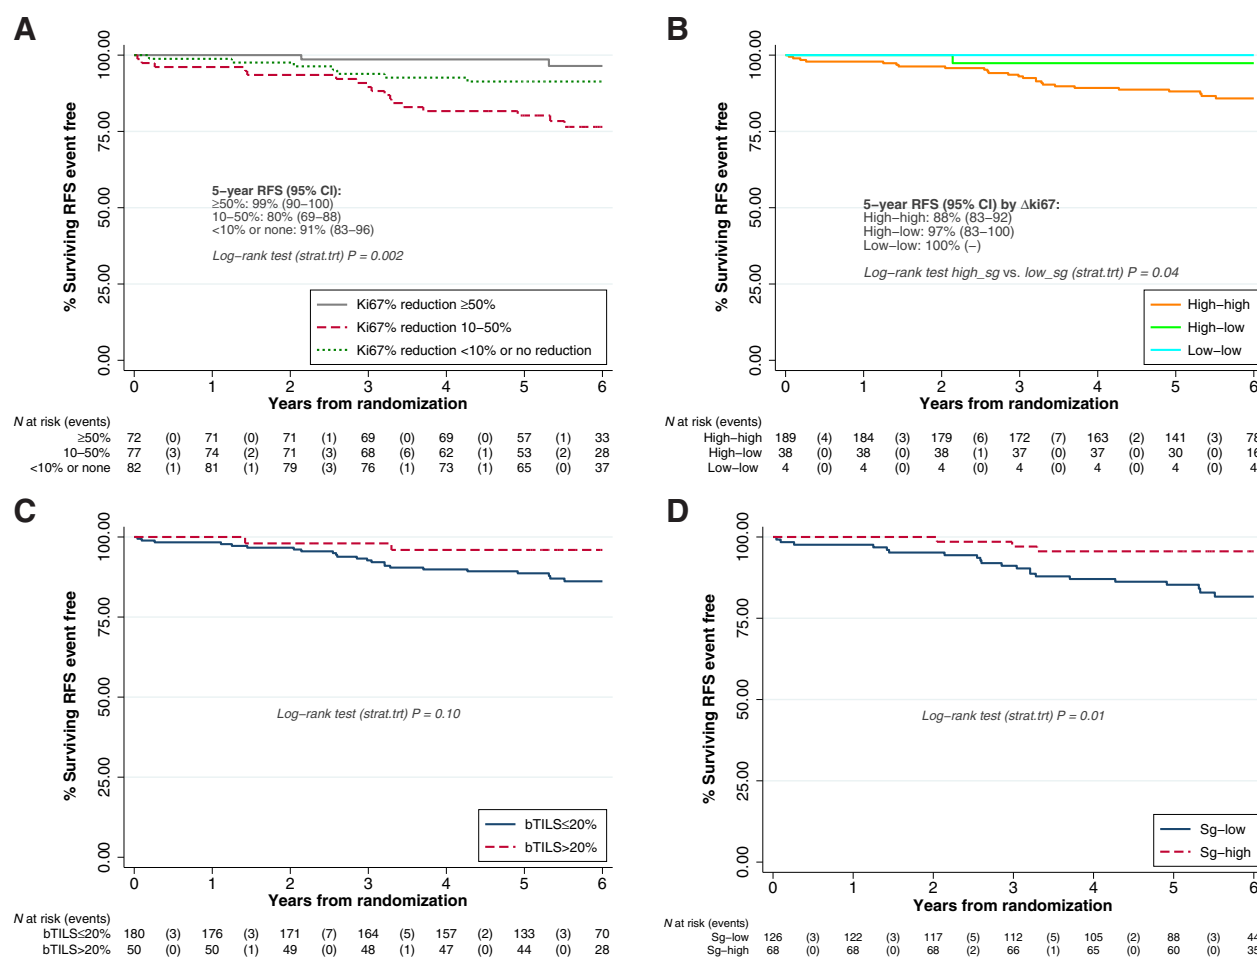 A
% Surviving RFS event free
100.00
75.00
50.00
25.00
0.00
5−year RFS (95% CI):
≥50%: 99% (90−100)
10−50%: 80% (69−88)
<10% or none: 91% (83−96)
Log−rank test (strat.trt) P = 0.002
Ki67% reduction ≥50%
Ki67% reduction 10−50%
Ki67% reduction <10% or no reduction
0 1 2 3 4 5 6
Years from randomization
N at risk (events)
≥50% 72 (0) 71 (0) 71 (1) 69 (0) 69 (0) 57 (1) 33
10−50% 77 (3) 74 (2) 71 (3) 68 (6) 62 (1) 53 (2) 28
<10% or none 82 (1) 81 (1) 79 (3) 76 (1) 73 (1) 65 (0) 37
B
% Surviving RFS event free
100.00
75.00
50.00
25.00
0.00
5−year RFS (95% CI) by Δki67:
High−high: 88% (83−92)
High−low: 97% (83−100)
Low−low: 100% (−)
Log−rank test high_sg vs. low_sg (strat.trt) P = 0.04
High−high
High−low
Low−low
0 1 2 3 4 5 6
Years from randomization
N at risk (events)
High−high 189 (4) 184 (3) 179 (6) 172 (7) 163 (2) 141 (3) 78
High−low 38 (0) 38 (0) 38 (1) 37 (0) 37 (0) 30 (0) 16
Low−low 4 (0) 4 (0) 4 (0) 4 (0) 4 (0) 4 (0) 4
C
% Surviving RFS event free
100.00
75.00
50.00
25.00
0.00
Log−rank test (strat.trt) P = 0.10
bTILS≤20%
bTILS>20%
0 1 2 3 4 5 6
Years from randomization
N at risk (events)
bTILS≤20% 180 (3) 176 (3) 171 (7) 164 (5) 157 (2) 133 (3) 70
bTILS>20% 50 (0) 50 (1) 49 (0) 48 (1) 47 (0) 44 (0) 28
D
% Surviving RFS event free
100.00
75.00
50.00
25.00
0.00
Log−rank test (strat.trt) P = 0.01
Sg−low
Sg−high
0 1 2 3 4 5 6
Years from randomization
N at risk (events)
Sg−low 126 (3) 122 (3) 117 (5) 112 (5) 105 (2) 88 (3) 44
Sg−high 68 (0) 68 (0) 68 (2) 66 (1) 65 (0) 60 (0) 35